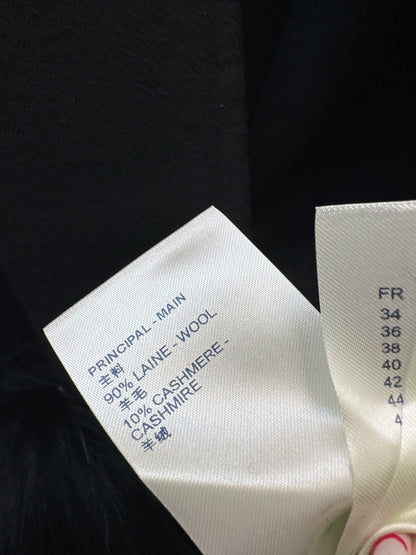 PRINCIPAL - MAIN
主料
90% LAINE - WOOL
羊毛
10% CASHMERE -
CASHMIRE
羊绒
FR
34
36
38
40
42
44